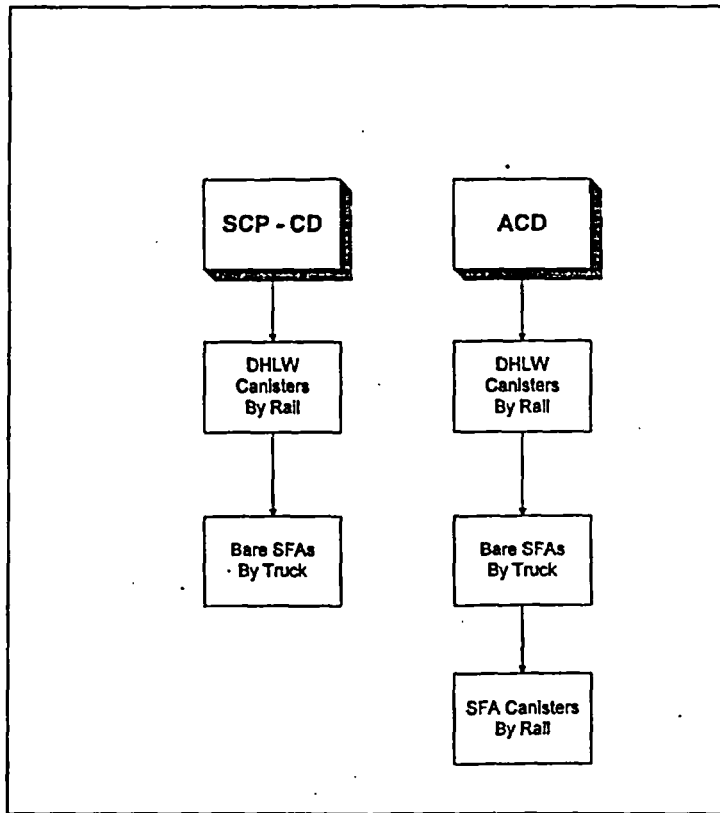 SCP - CD
DHLW
Canisters
By Rail
Bare SFAs
By Truck
ACD
DHLW
Canisters
By Rail
Bare SFAs
By Truck
SFA Canisters
By Rail